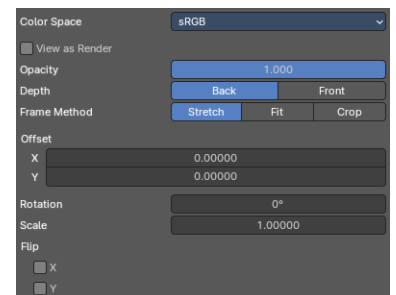 Color Space sRGB
View as Render
Opacity 1.000
Depth Back Front
Frame Method Stretch Fit Crop
Offset
X 0.00000
Y 0.00000
Rotation 0°
Scale 1.00000
Flip
X
Y